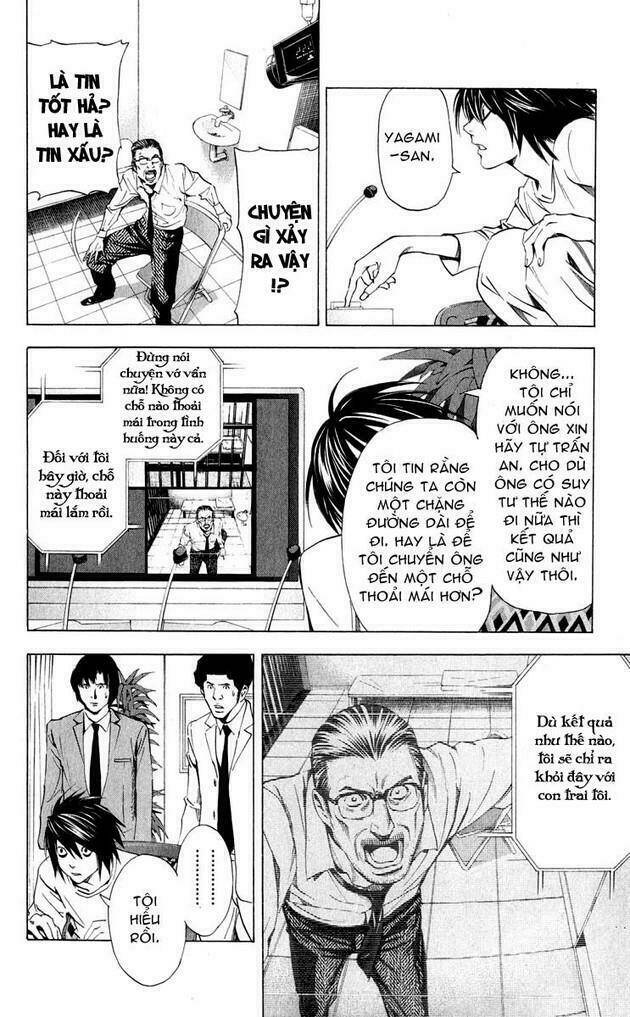 YAGAMI
-SAN.
CHUYỆN
GÌ XẢY
RA VẬY
!?
LÀ TIN
TỐT HẢ?
HAY LÀ
TIN XẤU?
KHÔNG...
TÔI CHỈ
MUỐN NÓI
VỚI ÔNG XIN
HÃY TỰ TRẤN
AN. CHO DÙ
ÔNG CÓ SUY
TƯ THẾ NÀO
ĐI NỮA THÌ
KẾT QUẢ
CŨNG NHƯ
VẬY THÔI.
TÔI TIN RẰNG
CHÚNG TA CÒN
MỘT CHẶNG
ĐƯỜNG DÀI ĐỂ
ĐI. HAY LÀ ĐỂ
TÔI CHUYỂN ÔNG
ĐẾN MỘT CHỖ
THOẢI MÁI HƠN?
Đừng nói
chuyện vớ vẩn
nữa! Không có
chỗ nào thoải
mái trong tình
huống này cả.
Đối với tôi
bây giờ, chỗ
này thoải
mái lắm rồi.
Dù kết quả
như thế nào,
tôi sẽ chỉ ra
khỏi đây với
con trai tôi.
........
TÔI
HIỂU
RỒI.